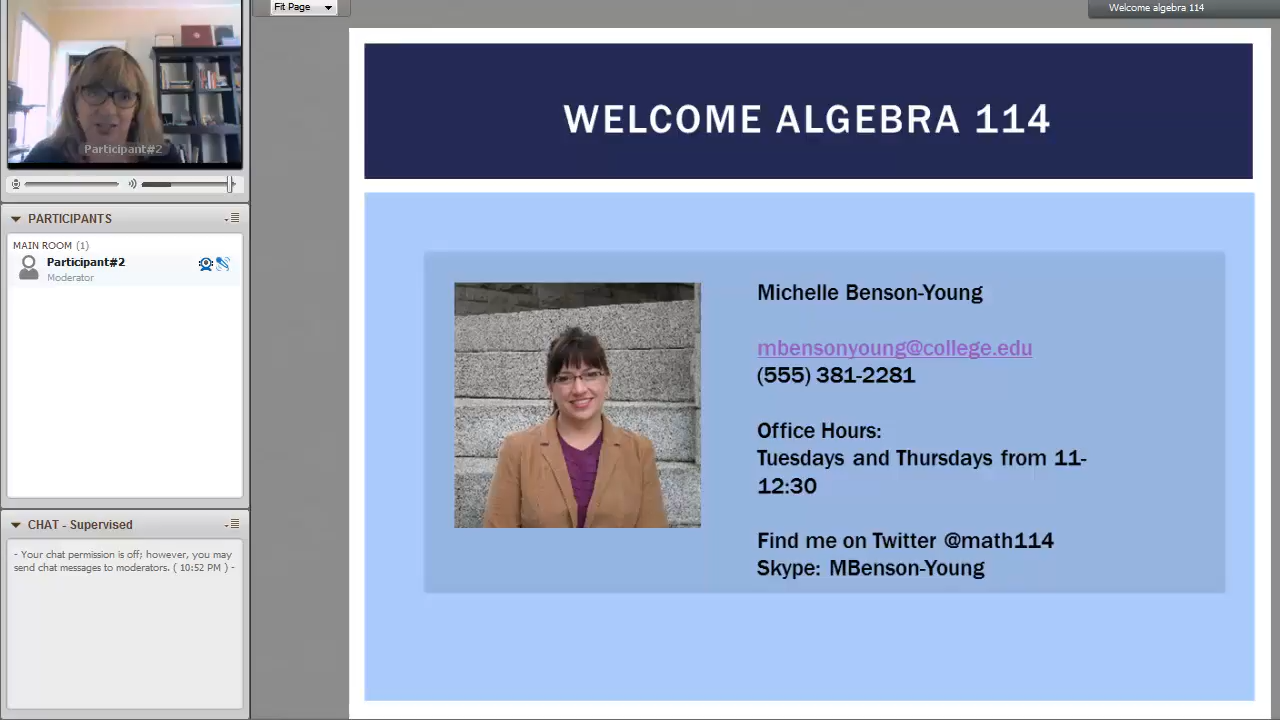 Fit Page
Welcome algebra 114
Participant#2
PARTICIPANTS
MAIN ROOM (1)
Participant#2
Moderator
CHAT - Supervised
- Your chat permission is off; however, you may
send chat messages to moderators. ( 10:52 PM ) -
WELCOME ALGEBRA 114
Michelle Benson-Young
mbensonyoung@college.edu
(555) 381-2281
Office Hours:
Tuesdays and Thursdays from 11-
12:30
Find me on Twitter @math114
Skype: MBenson-Young